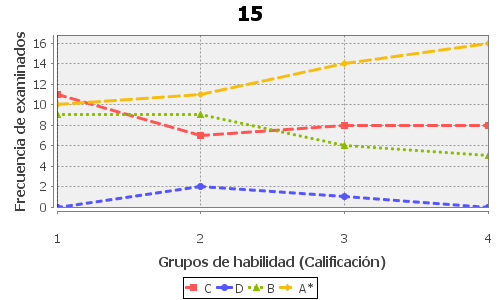 15
Frecuencia de examinados
16
14
12
10
8
6
4
2
0
1 2 3 4
Grupos de habilidad (Calificación)
C D B A*